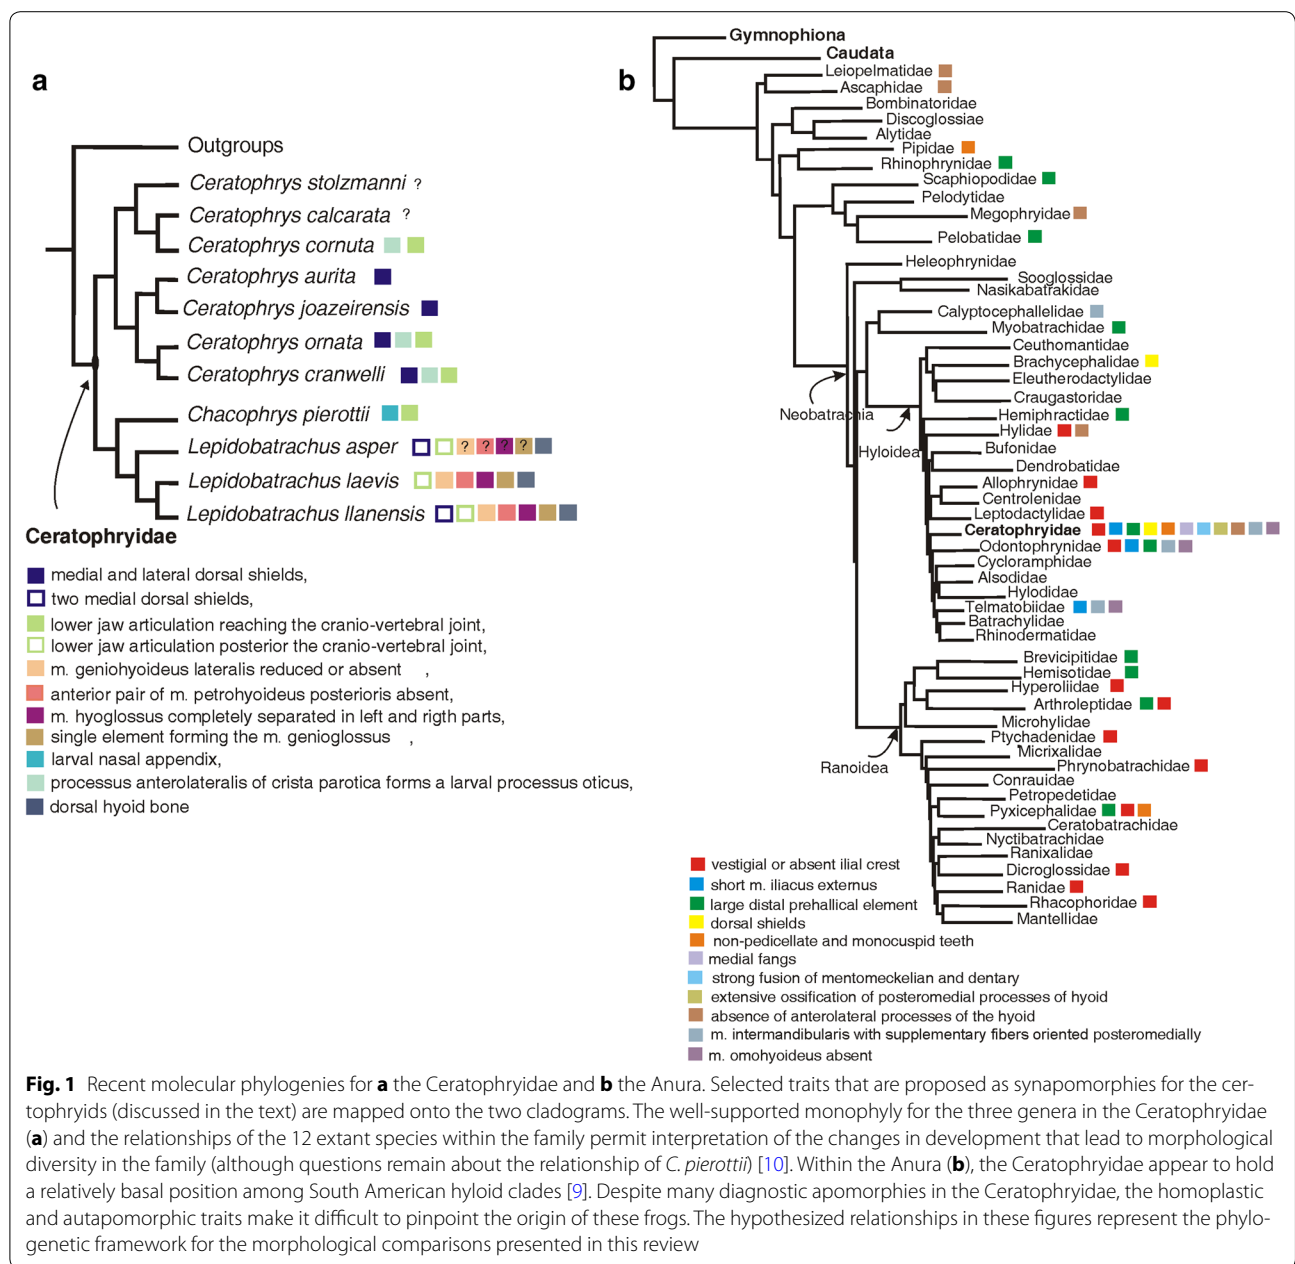 a
Outgroups
Ceratophrys stolzmanni ?
Ceratophrys calcarata ?
Ceratophrys cornuta
Ceratophrys aurita
Ceratophrys joazeirensis
Ceratophrys ornata
Ceratophrys cranwelli
Chacophrys pierottii
Lepidobatrachus asper ? ? ? ?
Lepidobatrachus laevis
Lepidobatrachus llanensis
Ceratophryidae
medial and lateral dorsal shields,
two medial dorsal shields,
lower jaw articulation reaching the cranio-vertebral joint,
lower jaw articulation posterior the cranio-vertebral joint,
m. geniohyoideus lateralis reduced or absent ,
anterior pair of m. petrohyoideus posterioris absent,
m. hyoglossus completely separated in left and rigth parts,
single element forming the m. genioglossus ,
larval nasal appendix,
processus anterolateralis of crista parotica forms a larval processus oticus,
dorsal hyoid bone
b
Gymnophiona
Caudata
Leiopelmatidae
Ascaphidae
Bombinatoridae
Discoglossiae
Alytidae
Pipidae
Rhinophrynidae
Scaphiopodidae
Pelodytidae
Megophryidae
Pelobatidae
Heleophrynidae
Sooglossidae
Nasikabatrakidae
Calyptocephallelidae
Myobatrachidae
Ceuthomantidae
Brachycephalidae
Eleutherodactylidae
Craugastoridae
Neobatrachia
Hemiphractidae
Hylidae
Hyloidea
Bufonidae
Dendrobatidae
Allophrynidae
Centrolenidae
Leptodactylidae
Ceratophryidae
Odontophrynidae
Cycloramphidae
Alsodidae
Hylodidae
Telmatobiidae
Batrachylidae
Rhinodermatidae
Brevicipitidae
Hemisotidae
Hyperoliidae
Arthroleptidae
Microhylidae
Ptychadenidae
Micrixalidae
Ranoidea
Phrynobatrachidae
Conrauidae
Petropedetidae
Pyxicephalidae
Ceratobatrachidae
Nyctibatrachidae
Ranixalidae
Dicroglossidae
Ranidae
Rhacophoridae
Mantellidae
vestigial or absent ilial crest
short m. iliacus externus
large distal prehallical element
dorsal shields
non-pedicellate and monocuspid teeth
medial fangs
strong fusion of mentomeckelian and dentary
extensive ossification of posteromedial processes of hyoid
absence of anterolateral processes of the hyoid
m. intermandibularis with supplementary fibers oriented posteromedially
m. omohyoideus absent
Fig. 1 Recent molecular phylogenies for a the Ceratophryidae and b the Anura. Selected traits that are proposed as synapomorphies for the cer-
tophryids (discussed in the text) are mapped onto the two cladograms. The well-supported monophyly for the three genera in the Ceratophryidae
(a) and the relationships of the 12 extant species within the family permit interpretation of the changes in development that lead to morphological
diversity in the family (although questions remain about the relationship of C. pierottii) [10]. Within the Anura (b), the Ceratophryidae appear to hold
a relatively basal position among South American hyloid clades [9]. Despite many diagnostic apomorphies in the Ceratophryidae, the homoplastic
and autapomorphic traits make it difficult to pinpoint the origin of these frogs. The hypothesized relationships in these figures represent the phylo-
genetic framework for the morphological comparisons presented in this review